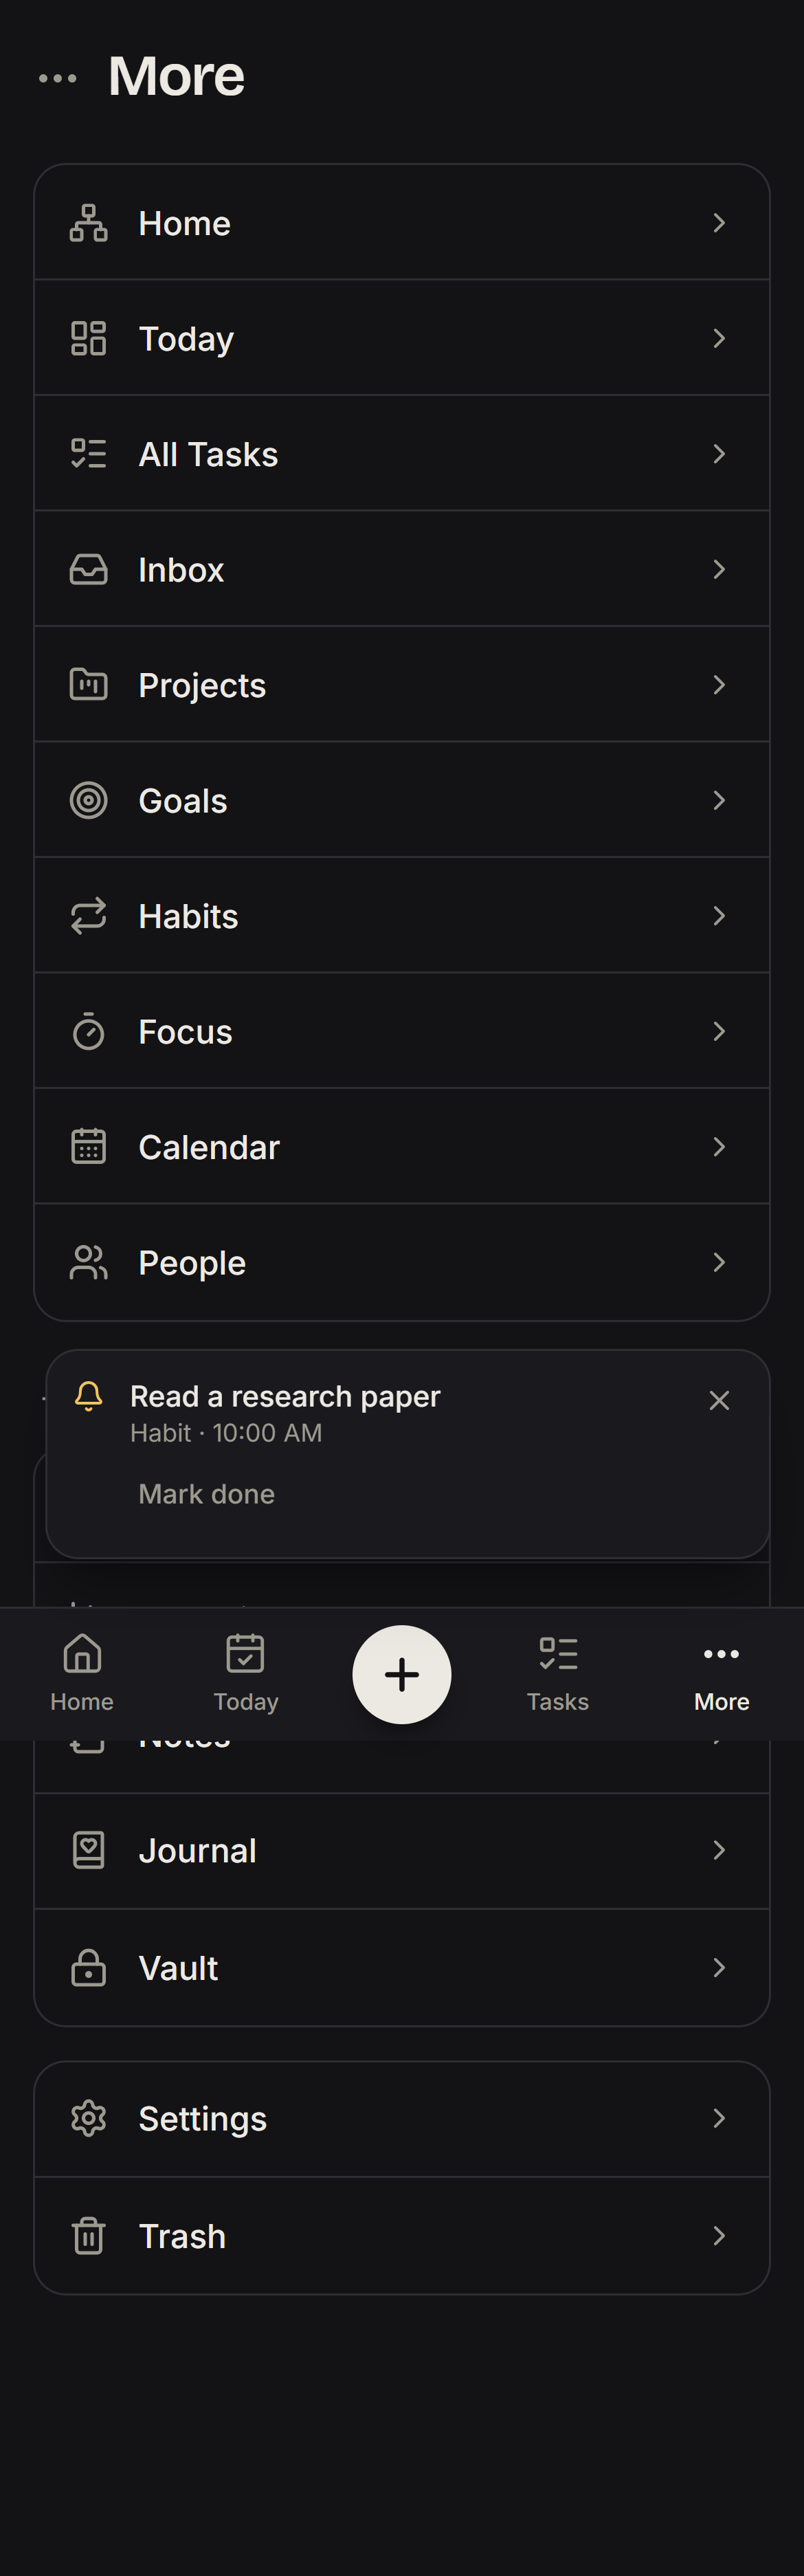 More
Home
Today
All Tasks
Inbox
Projects
Goals
Habits
Focus
Calendar
People
Read a research paper
Habit · 10:00 AM
Mark done
Home
Today
Tasks
More
Notes
Journal
Vault
Settings
Trash